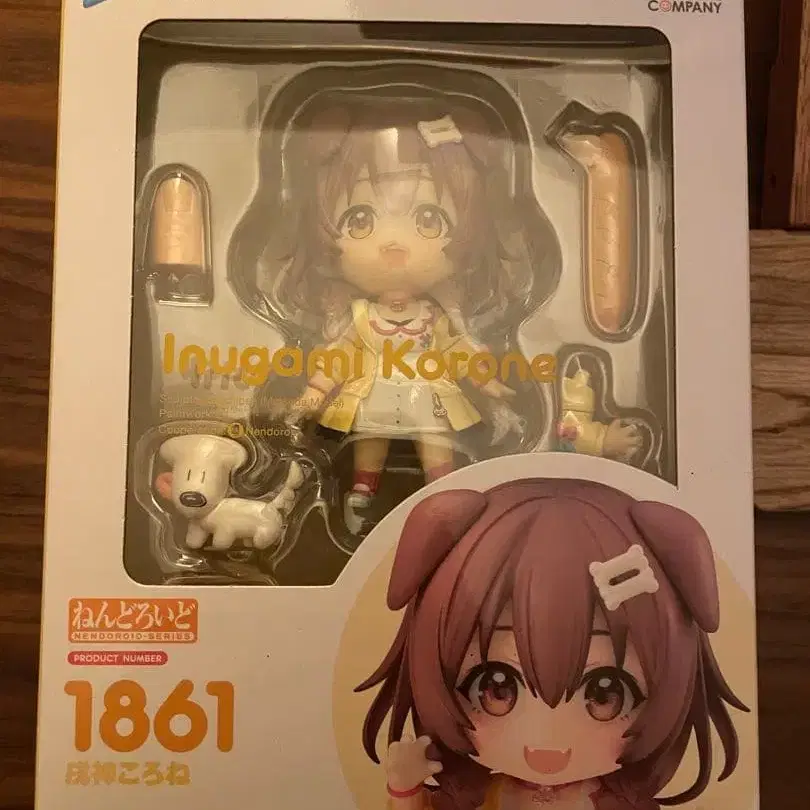 COMPANY
Inugami Korone
Nendoroid
ねんどろいど
NENDOROID-SERIES
PRODUCT NUMBER
1861
戌神ころね